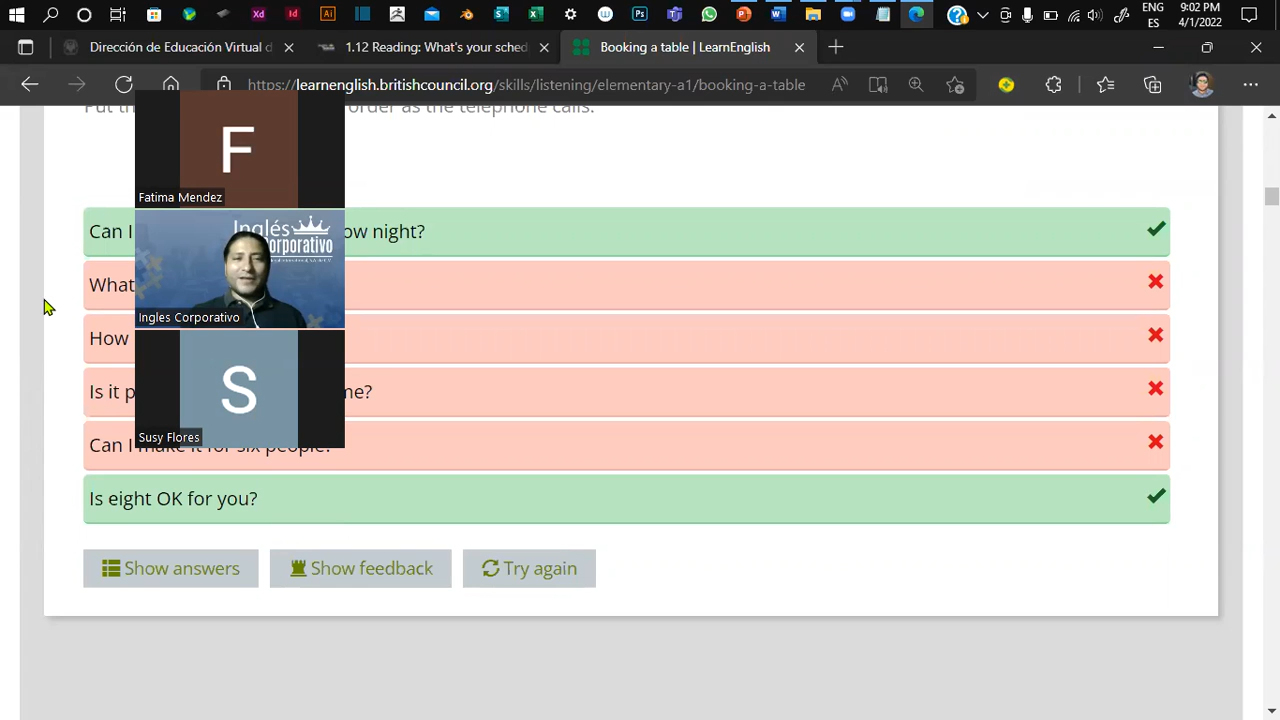 ENG
9:02 PM
ES
4/1/2022
Dirección de Educación Virtual d
1.12 Reading: What's your sched
Booking a table | LearnEnglish
https://learnenglish.britishcouncil.org/skills/listening/elementary-a1/booking-a-table
order as the telephone calls.
F
Fatima Mendez
Can I
night?
Inglés
Corporativo
What
Ingles Corporativo
How
Is it
S
Susy Flores
Can I make it for six people?
Is eight OK for you?
Show answers
Show feedback
Try again